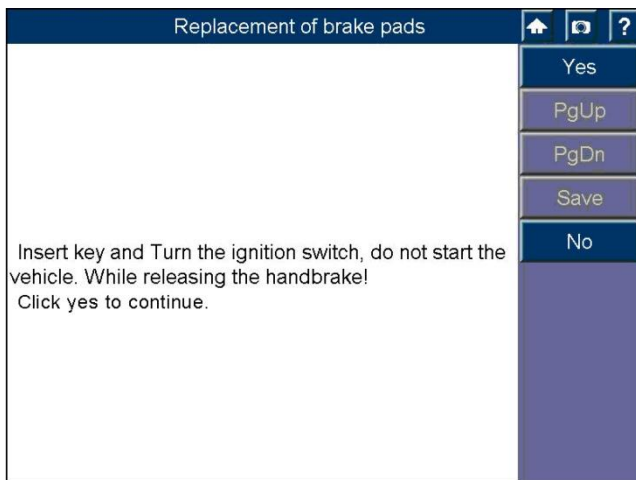 Replacement of brake pads
?
Yes
PgUp
PgDn
Save
No
Insert key and Turn the ignition switch, do not start the
vehicle. While releasing the handbrake!
Click yes to continue.